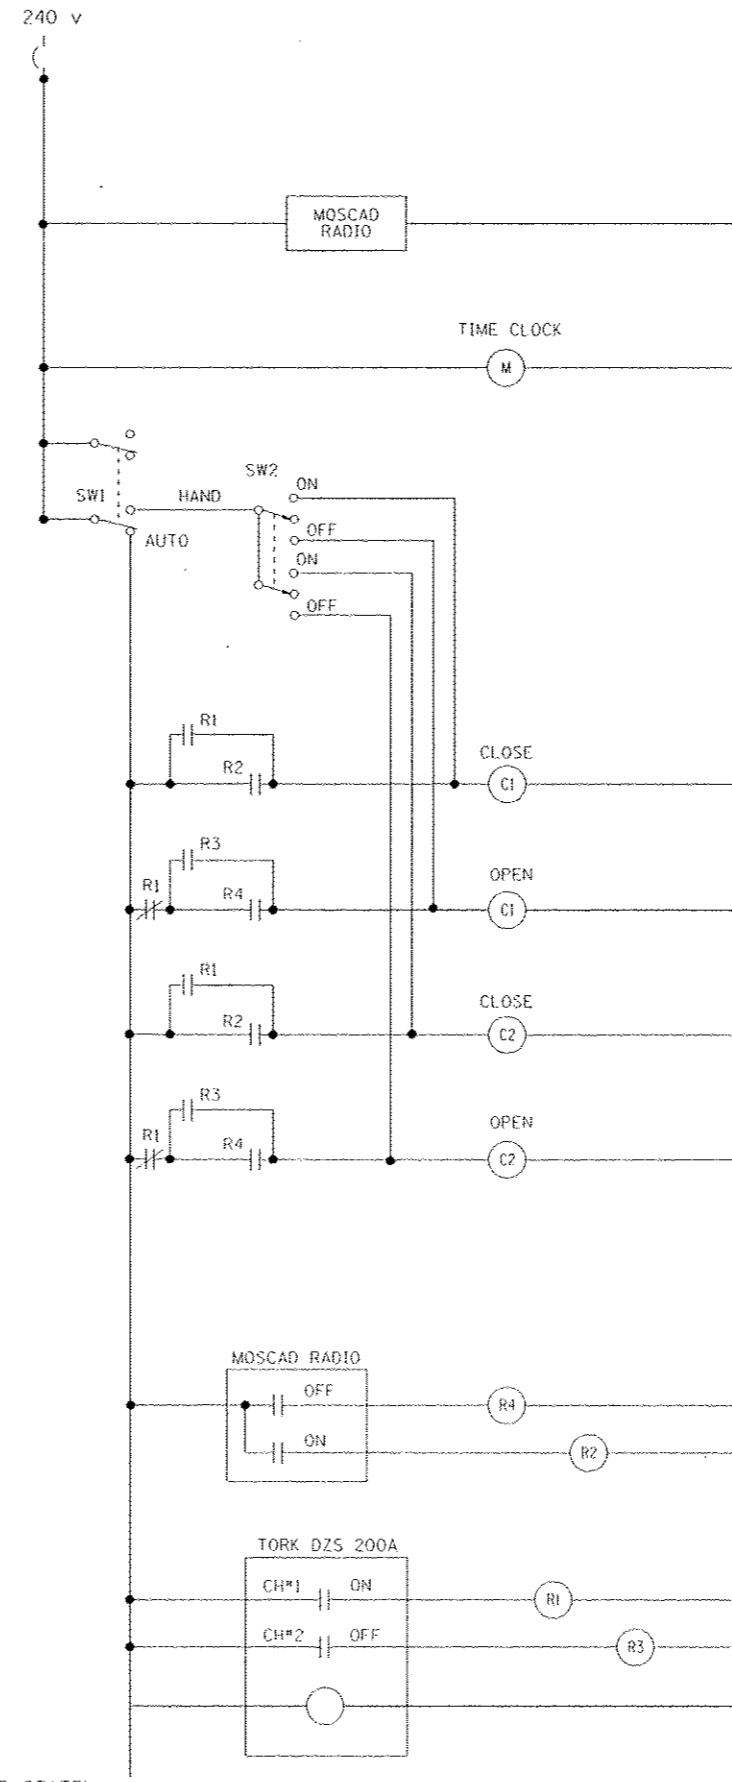 240 v
MOSCAD
RADIO
TIME CLOCK
M
SW2
ON
SW1
HAND
OFF
AUTO
ON
OFF
R1
CLOSE
R2
C1
R3
OPEN
R1
R4
C1
R1
CLOSE
R2
C2
R3
OPEN
R1
R4
C2
MOSCAD RADIO
OFF
R4
ON
R2
TORK DZS 200A
CH#1 ON
R1
CH#2 OFF
R3